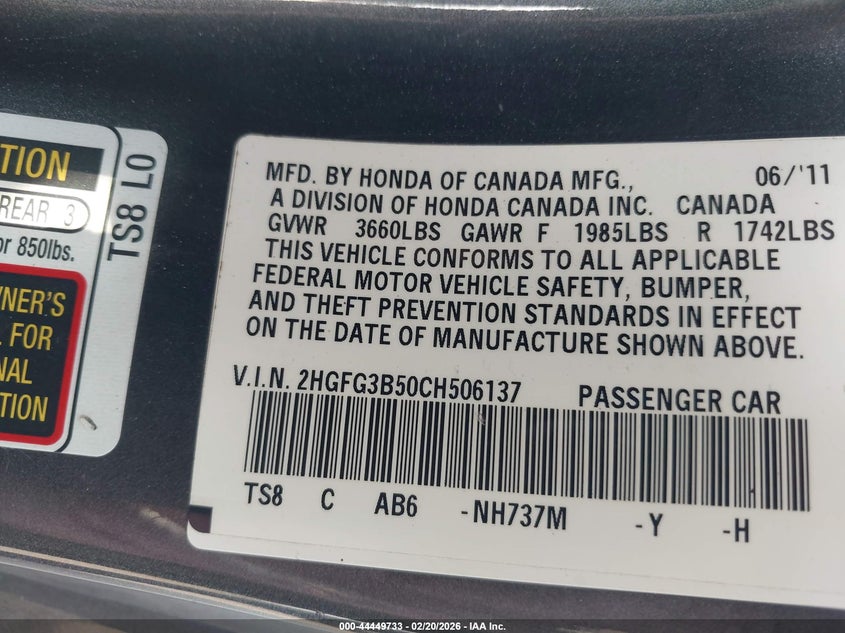 TION
REAR 3
or 850lbs.
NER'S
FOR
NAL
TION
TS8 L0
MFD. BY HONDA OF CANADA MFG., 06/'11
A DIVISION OF HONDA CANADA INC. CANADA
GVWR 3660LBS GAWR F 1985LBS R 1742LBS
THIS VEHICLE CONFORMS TO ALL APPLICABLE
FEDERAL MOTOR VEHICLE SAFETY, BUMPER,
AND THEFT PREVENTION STANDARDS IN EFFECT
ON THE DATE OF MANUFACTURE SHOWN ABOVE.
V.I.N. 2HGFG3B50CH506137 PASSENGER CAR
TS8 C AB6 -NH737M -Y -H
000-44449733 - 02/20/2026 - IAA Inc.